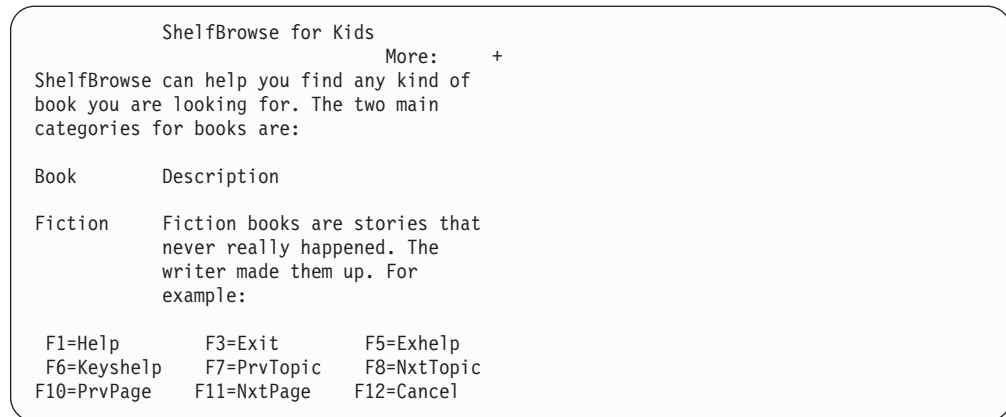 ShelfBrowse for Kids
More: +
ShelfBrowse can help you find any kind of
book you are looking for. The two main
categories for books are:
Book Description
Fiction Fiction books are stories that
never really happened. The
writer made them up. For
example:
F1=Help F3=Exit F5=Exhelp
F6=Keyshelp F7=PrvTopic F8=NxtTopic
F10=PrvPage F11=NxtPage F12=Cancel